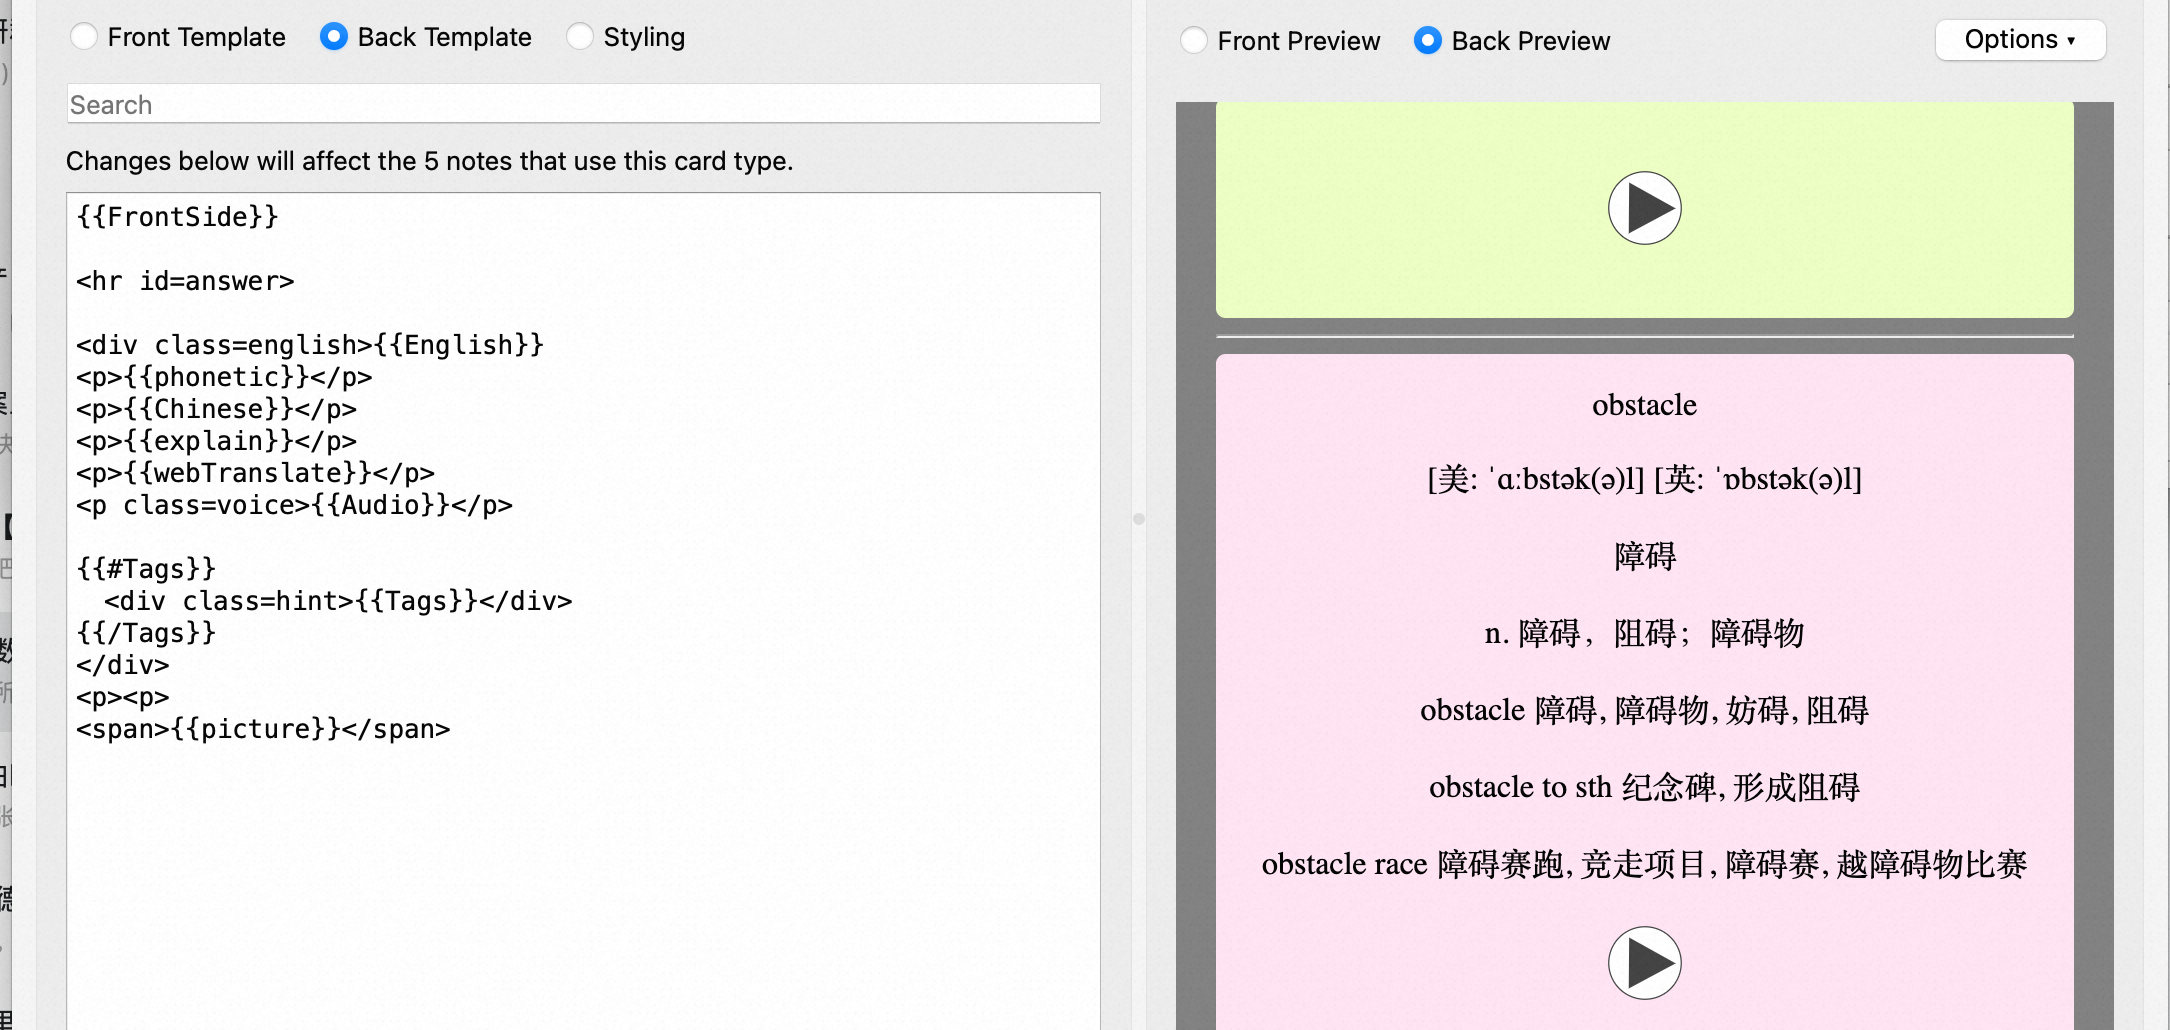 Front Template Back Template Styling
Search
Changes below will affect the 5 notes that use this card type.
{{FrontSide}}
<hr id=answer>
<div class=english>{{English}}
<p>{{phonetic}}</p>
<p>{{Chinese}}</p>
<p>{{explain}}</p>
<p>{{webTranslate}}</p>
<p class=voice>{{Audio}}</p>
{{#Tags}}
<div class=hint>{{Tags}}</div>
{{/Tags}}
</div>
<p><p>
<span>{{picture}}</span>
Front Preview Back Preview Options ▾
obstacle
[美: ˈɑːbstək(ə)l] [英: ˈɒbstək(ə)l]
障碍
n. 障碍，阻碍；障碍物
obstacle 障碍, 障碍物, 妨碍, 阻碍
obstacle to sth 纪念碑, 形成阻碍
obstacle race 障碍赛跑, 竞走项目, 障碍赛, 越障碍物比赛